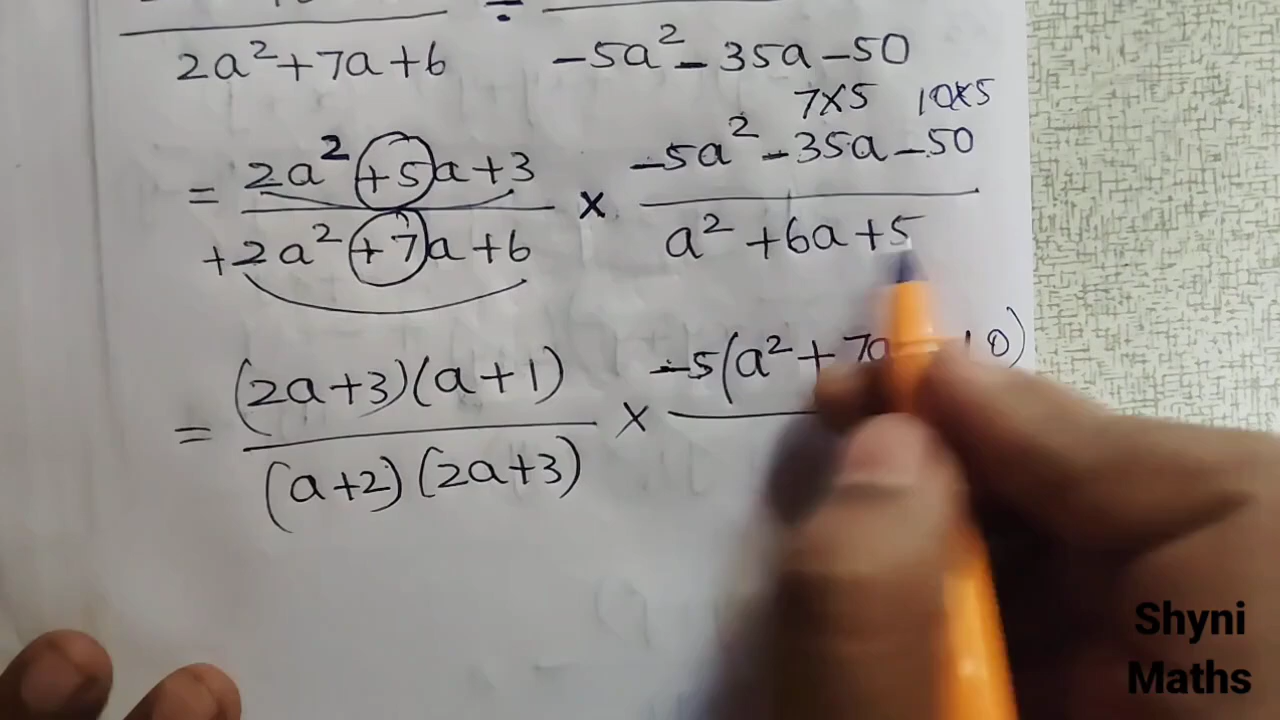 ÷
2a²+7a+6 -5a²-35a-50
7×5 10×5
= 2a²+5a+3 × -5a²-35a-50
+2a²+7a+6 a²+6a+5
= (2a+3)(a+1) × -5(a²+7a 10)
(a+2)(2a+3)
Shyni
Maths